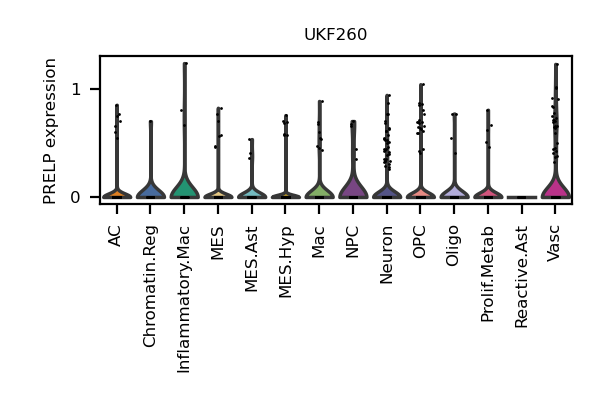 UKF260
PRELP expression
1
0
AC
Chromatin.Reg
Inflammatory.Mac
MES
MES.Ast
MES.Hyp
Mac
NPC
Neuron
OPC
Oligo
Prolif.Metab
Reactive.Ast
Vasc